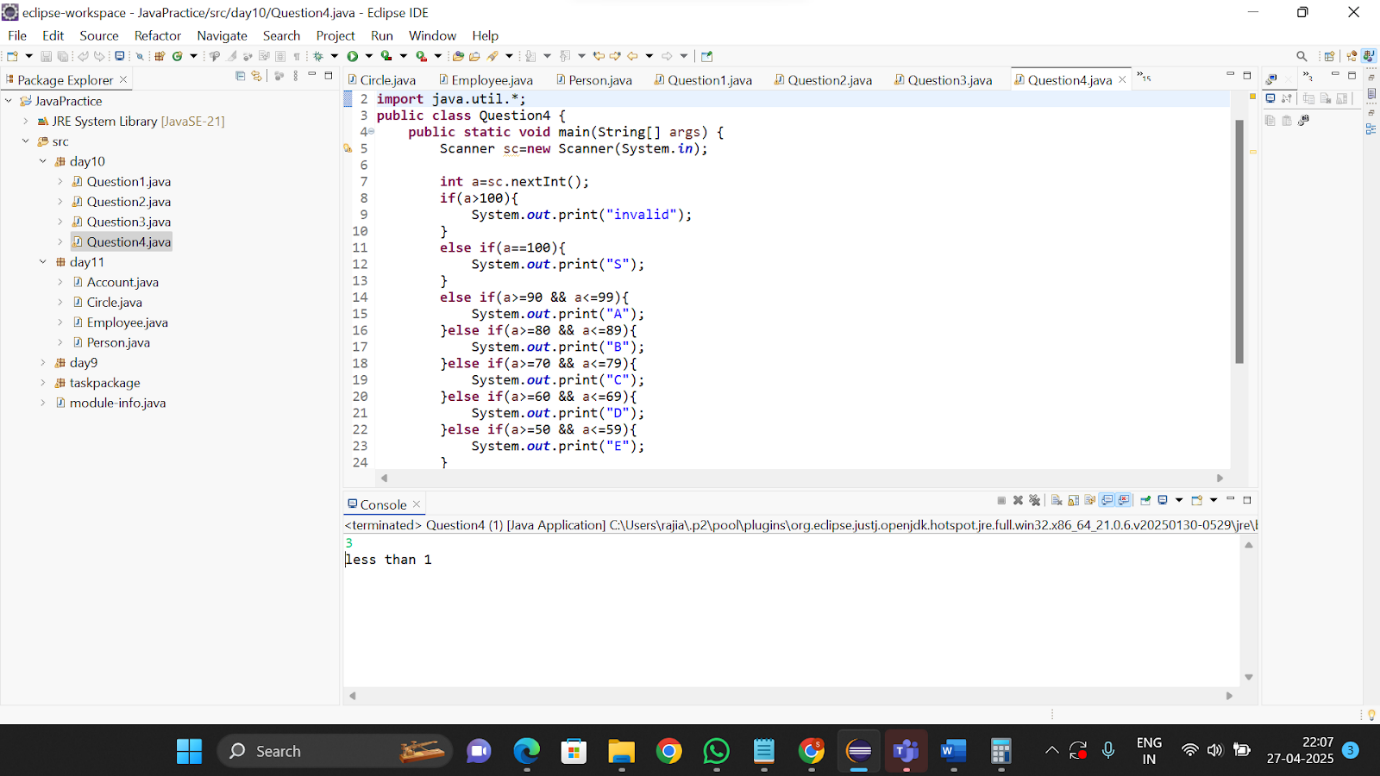 eclipse-workspace - JavaPractice/src/day10/Question4.java - Eclipse IDE
File Edit Source Refactor Navigate Search Project Run Window Help
Package Explorer
JavaPractice
JRE System Library [JavaSE-21]
src
day10
Question1.java
Question2.java
Question3.java
Question4.java
day11
Account.java
Circle.java
Employee.java
Person.java
day9
taskpackage
module-info.java
Circle.java Employee.java Person.java Question1.java Question2.java Question3.java Question4.java »15
2 import java.util.*;
3 public class Question4 {
4 public static void main(String[] args) {
5 Scanner sc=new Scanner(System.in);
6
7 int a=sc.nextInt();
8 if(a>100){
9 System.out.print("invalid");
10 }
11 else if(a==100){
12 System.out.print("S");
13 }
14 else if(a>=90 && a<=99){
15 System.out.print("A");
16 }else if(a>=80 && a<=89){
17 System.out.print("B");
18 }else if(a>=70 && a<=79){
19 System.out.print("C");
20 }else if(a>=60 && a<=69){
21 System.out.print("D");
22 }else if(a>=50 && a<=59){
23 System.out.print("E");
24 }
Console
<terminated> Question4 (1) [Java Application] C:\Users\rajia\.p2\pool\plugins\org.eclipse.justj.openjdk.hotspot.jre.full.win32.x86_64_21.0.6.v20250130-0529\jre\b
3
less than 1
Search
ENG
IN
22:07
27-04-2025
3